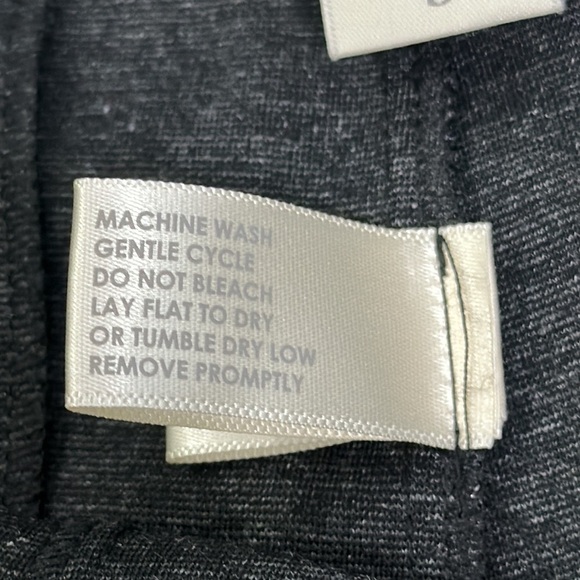 MACHINE WASH
GENTLE CYCLE
DO NOT BLEACH
LAY FLAT TO DRY
OR TUMBLE DRY LOW
REMOVE PROMPTLY